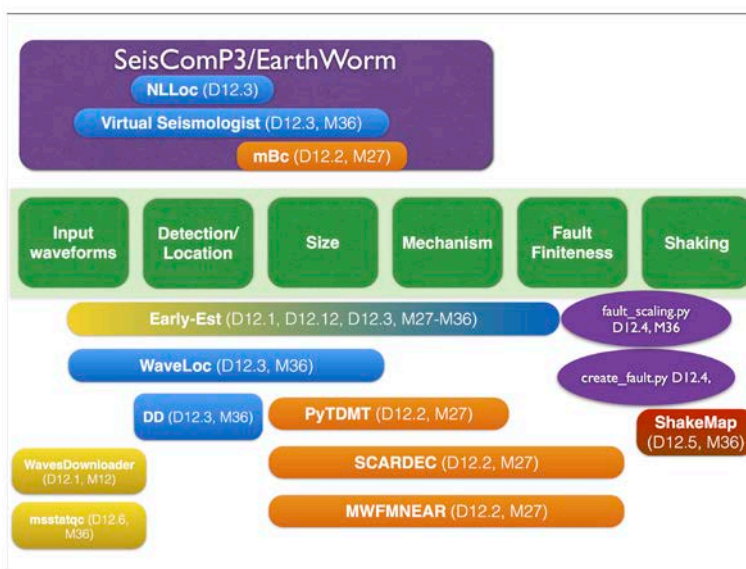 SeisComP3/EarthWorm
NLLoc (D12.3)
Virtual Seismologist (D12.3, M36)
mBc (D12.2, M27)
Input
waveforms
Detection/
Location
Size
Mechanism
Fault
Finiteness
Shaking
Early-Est (D12.1, D12.12, D12.3, M27-M36)
fault_scaling.py
D12.4, M36
WaveLoc (D12.3, M36)
create_fault.py D12.4,
DD (D12.3, M36)
PyTDMT (D12.2, M27)
ShakeMap
(D12.5, M36)
WavesDownloader
(D12.1, M12)
SCARDEC (D12.2, M27)
msstatqc (D12.6,
M36)
MWFMNEAR (D12.2, M27)